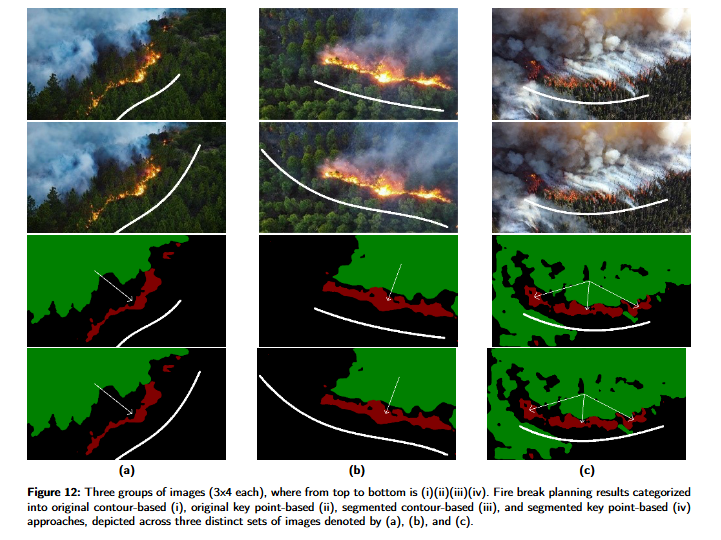 (a) (b) (c)
Figure 12: Three groups of images (3x4 each), where from top to bottom is (i)(ii)(iii)(iv). Fire break planning results categorized
into original contour-based (i), original key point-based (ii), segmented contour-based (iii), and segmented key point-based (iv)
approaches, depicted across three distinct sets of images denoted by (a), (b), and (c).